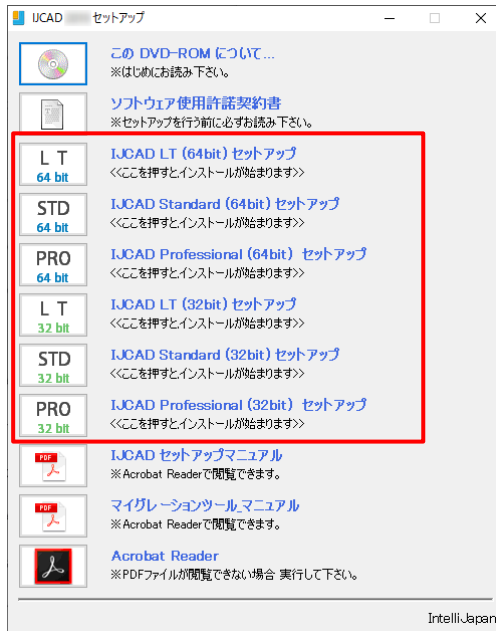 IJCAD セットアップ
この DVD-ROM について...
※はじめにお読み下さい。
ソフトウェア使用許諾契約書
※セットアップを行う前に必ずお読み下さい。
L T
64 bit
IJCAD LT (64bit) セットアップ
<<ここを押すとインストールが始まります>>
STD
64 bit
IJCAD Standard (64bit) セットアップ
<<ここを押すとインストールが始まります>>
PRO
64 bit
IJCAD Professional (64bit) セットアップ
<<ここを押すとインストールが始まります>>
L T
32 bit
IJCAD LT (32bit) セットアップ
<<ここを押すとインストールが始まります>>
STD
32 bit
IJCAD Standard (32bit) セットアップ
<<ここを押すとインストールが始まります>>
PRO
32 bit
IJCAD Professional (32bit) セットアップ
<<ここを押すとインストールが始まります>>
PDF
IJCAD セットアップマニュアル
※Acrobat Readerで閲覧できます。
PDF
マイグレーションツール_マニュアル
※Acrobat Readerで閲覧できます。
Acrobat Reader
※PDFファイルが閲覧できない場合 実行して下さい。
IntelliJapan